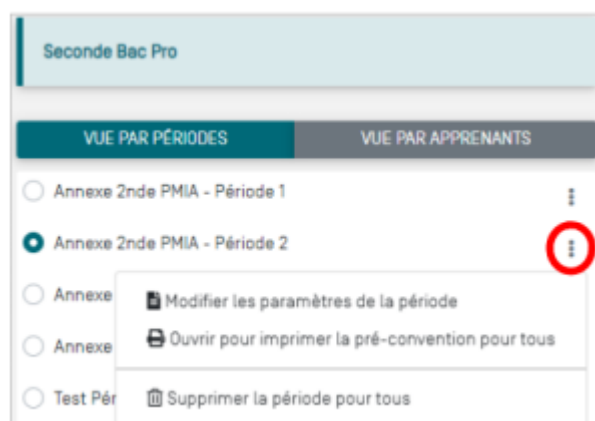 Seconde Bac Pro
VUE PAR PÉRIODES VUE PAR APPRENANTS
Annexe 2nde PMIA - Période 1
Annexe 2nde PMIA - Période 2
Annexe
Modifier les paramètres de la période
Ouvrir pour imprimer la pré-convention pour tous
Annexe
Test Pér
Supprimer la période pour tous